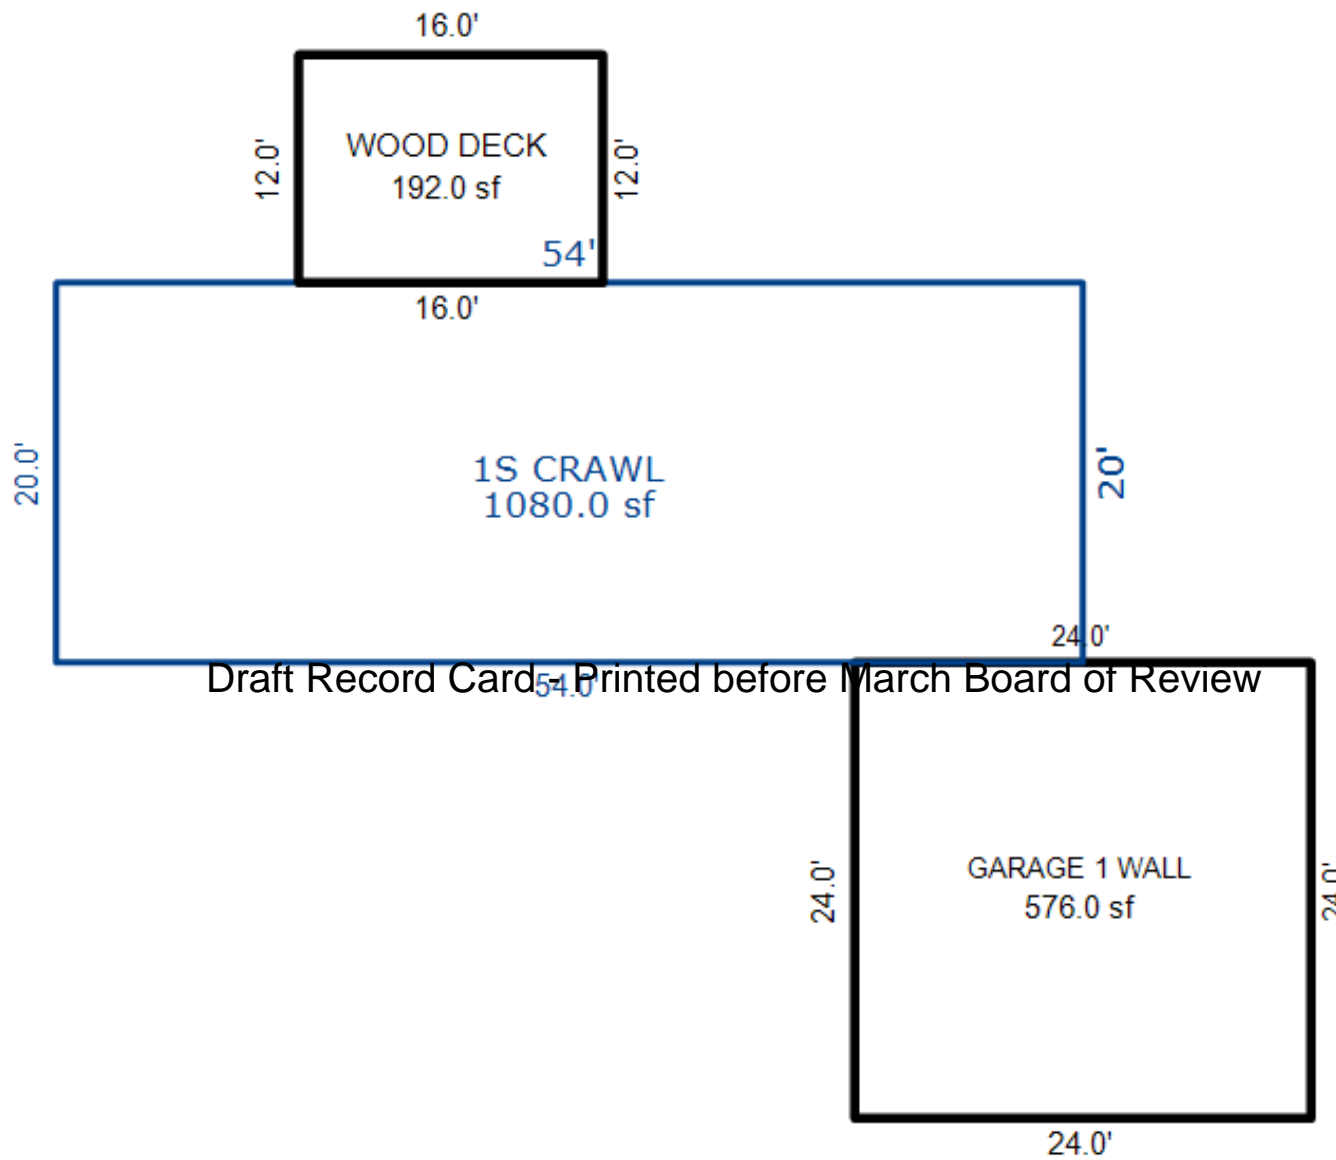 16.0'
WOOD DECK
192.0 sf
12.0'
12.0'
54'
16.0'
1S CRAWL
1080.0 sf
20.0'
20'
24.0'
Draft Record Card - Printed before March Board of Review
54.0'
GARAGE 1 WALL
576.0 sf
24.0'
24.0'
24.0'